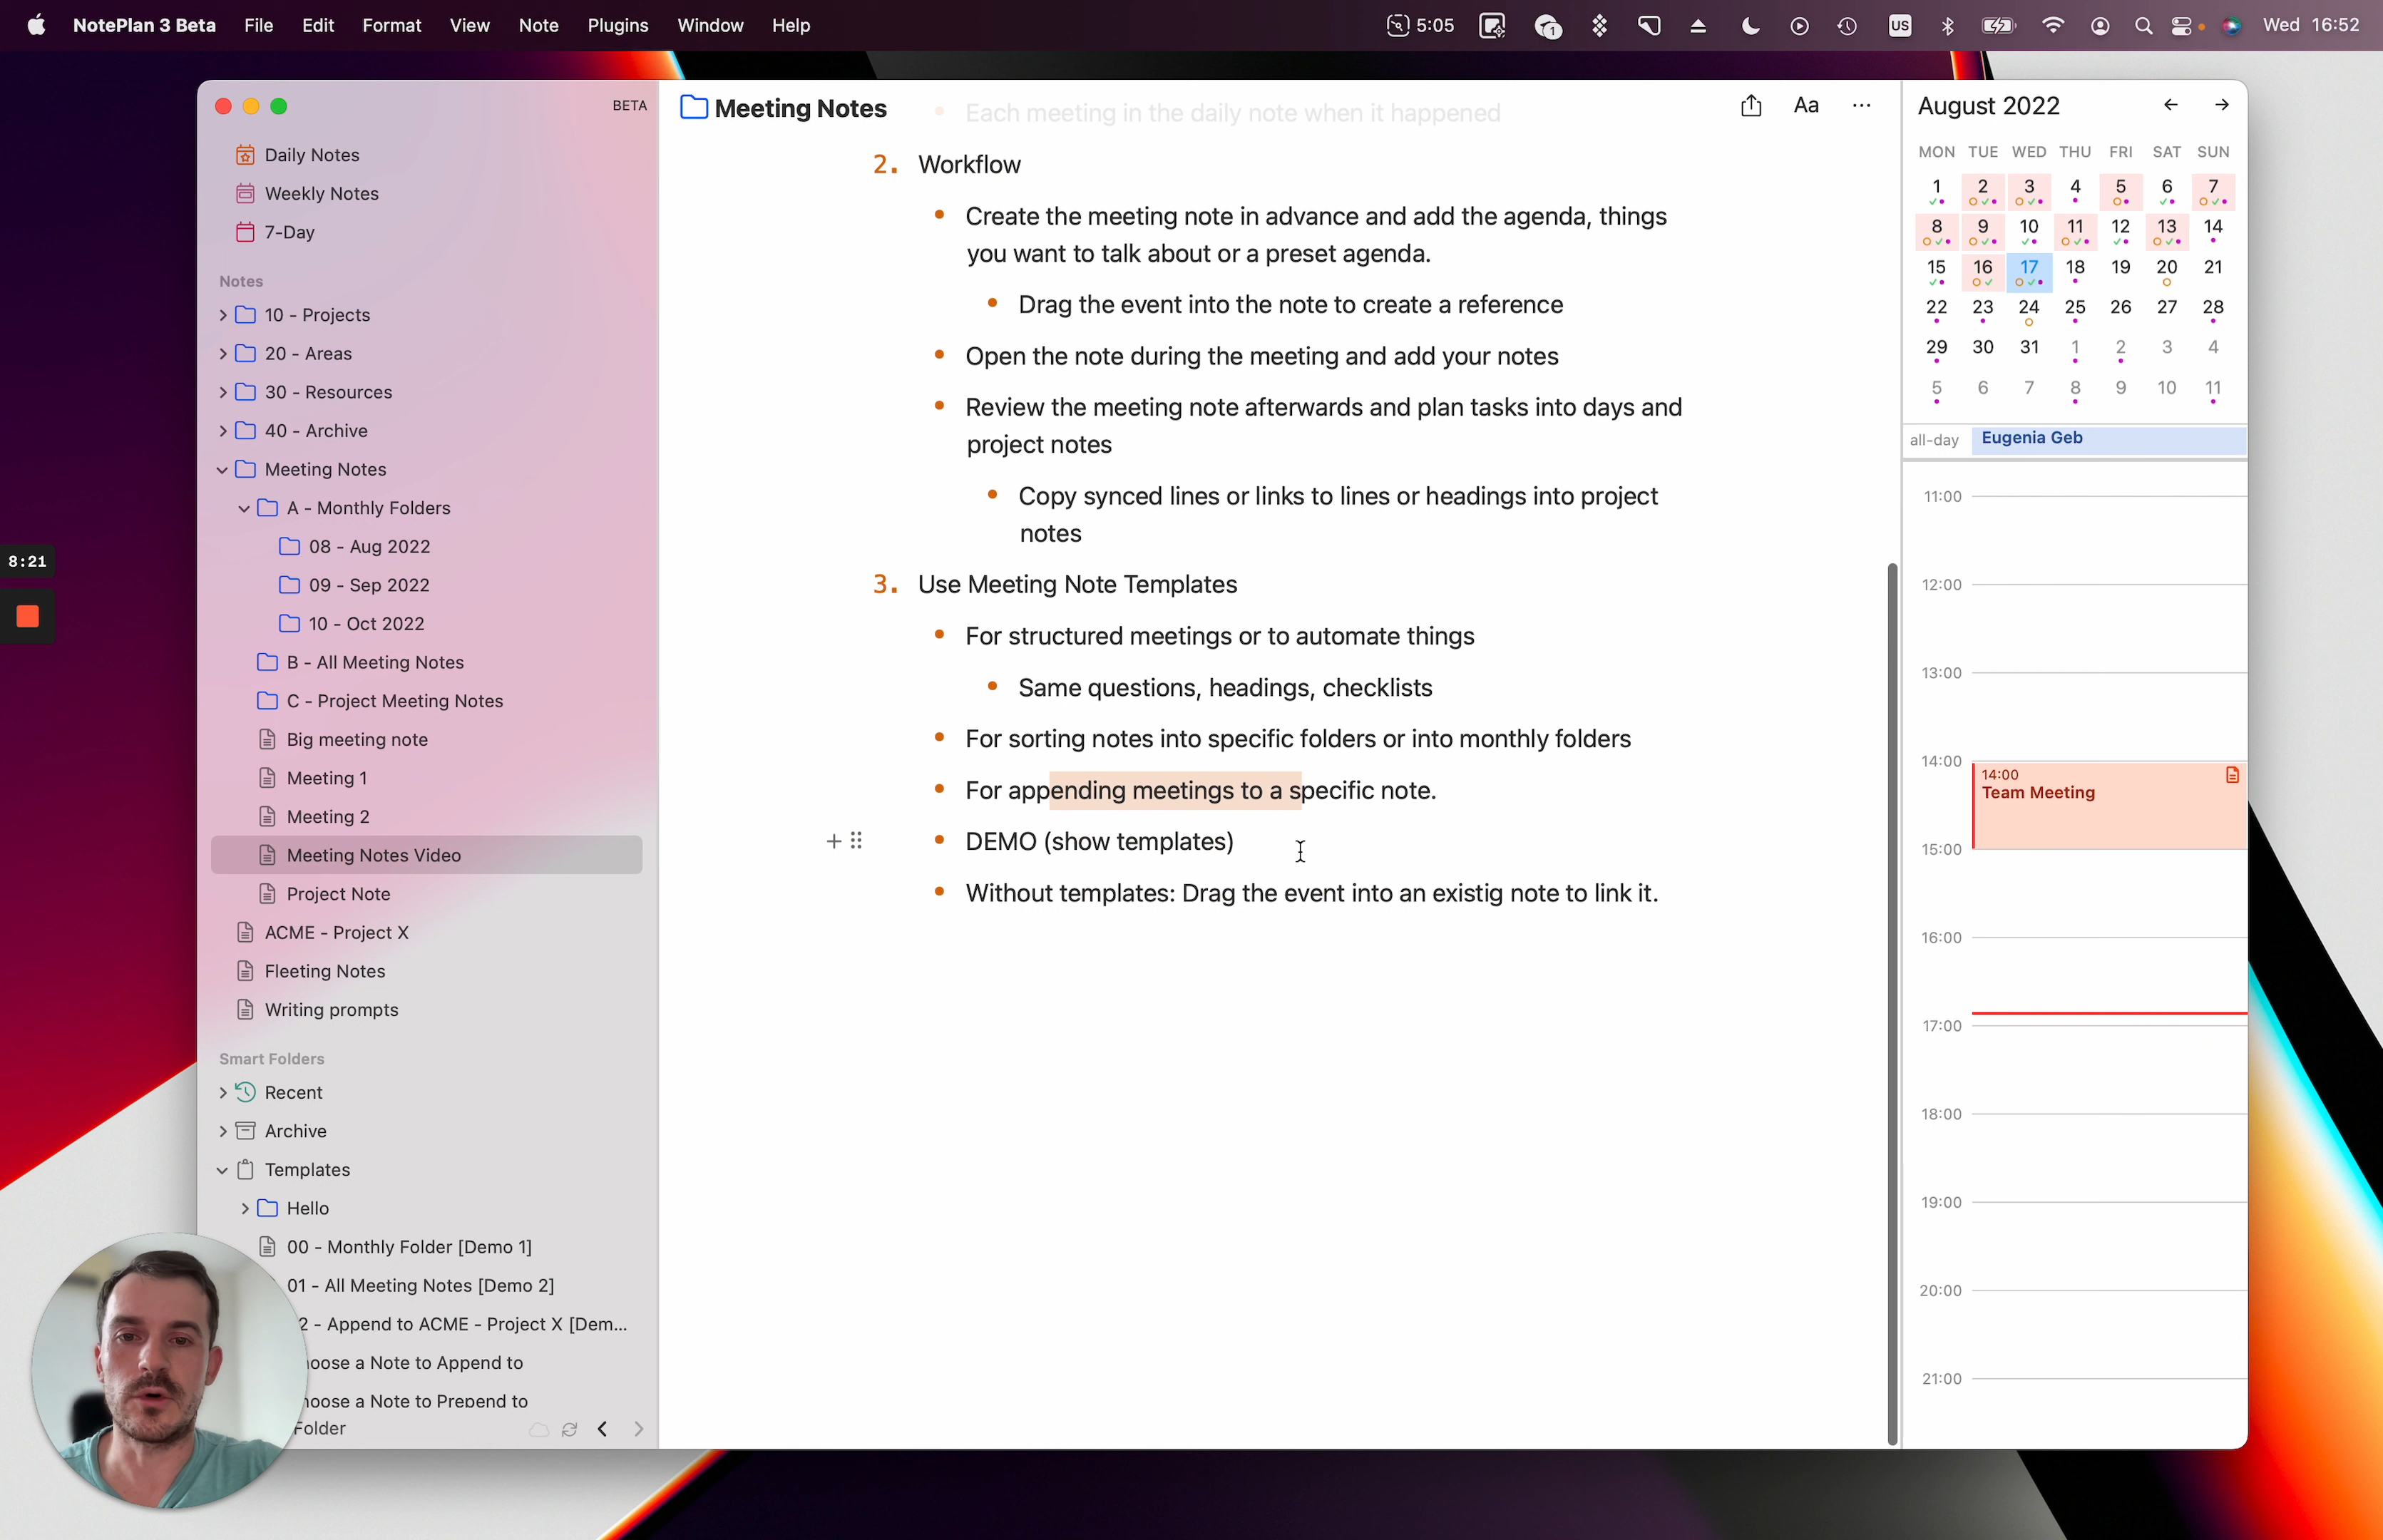 NotePlan 3 Beta File Edit Format View Note Plugins Window Help 5:05 1 US Wed 16:52
BETA
Daily Notes
Weekly Notes
7-Day
Notes
10 - Projects
20 - Areas
30 - Resources
40 - Archive
Meeting Notes
A - Monthly Folders
08 - Aug 2022
09 - Sep 2022
10 - Oct 2022
B - All Meeting Notes
C - Project Meeting Notes
Big meeting note
Meeting 1
Meeting 2
Meeting Notes Video
Project Note
ACME - Project X
Fleeting Notes
Writing prompts
Smart Folders
Recent
Archive
Templates
Hello
00 - Monthly Folder [Demo 1]
01 - All Meeting Notes [Demo 2]
2 - Append to ACME - Project X [Dem...
oose a Note to Append to
oose a Note to Prepend to
Folder
8:21
Meeting Notes
Aa
Each meeting in the daily note when it happened
2. Workflow
Create the meeting note in advance and add the agenda, things
you want to talk about or a preset agenda.
Drag the event into the note to create a reference
Open the note during the meeting and add your notes
Review the meeting note afterwards and plan tasks into days and
project notes
Copy synced lines or links to lines or headings into project
notes
3. Use Meeting Note Templates
For structured meetings or to automate things
Same questions, headings, checklists
For sorting notes into specific folders or into monthly folders
For appending meetings to a specific note.
DEMO (show templates)
Without templates: Drag the event into an existig note to link it.
August 2022
MON TUE WED THU FRI SAT SUN
1 2 3 4 5 6 7
8 9 10 11 12 13 14
15 16 17 18 19 20 21
22 23 24 25 26 27 28
29 30 31 1 2 3 4
5 6 7 8 9 10 11
all-day Eugenia Geb
11:00
12:00
13:00
14:00
14:00
Team Meeting
15:00
16:00
17:00
18:00
19:00
20:00
21:00